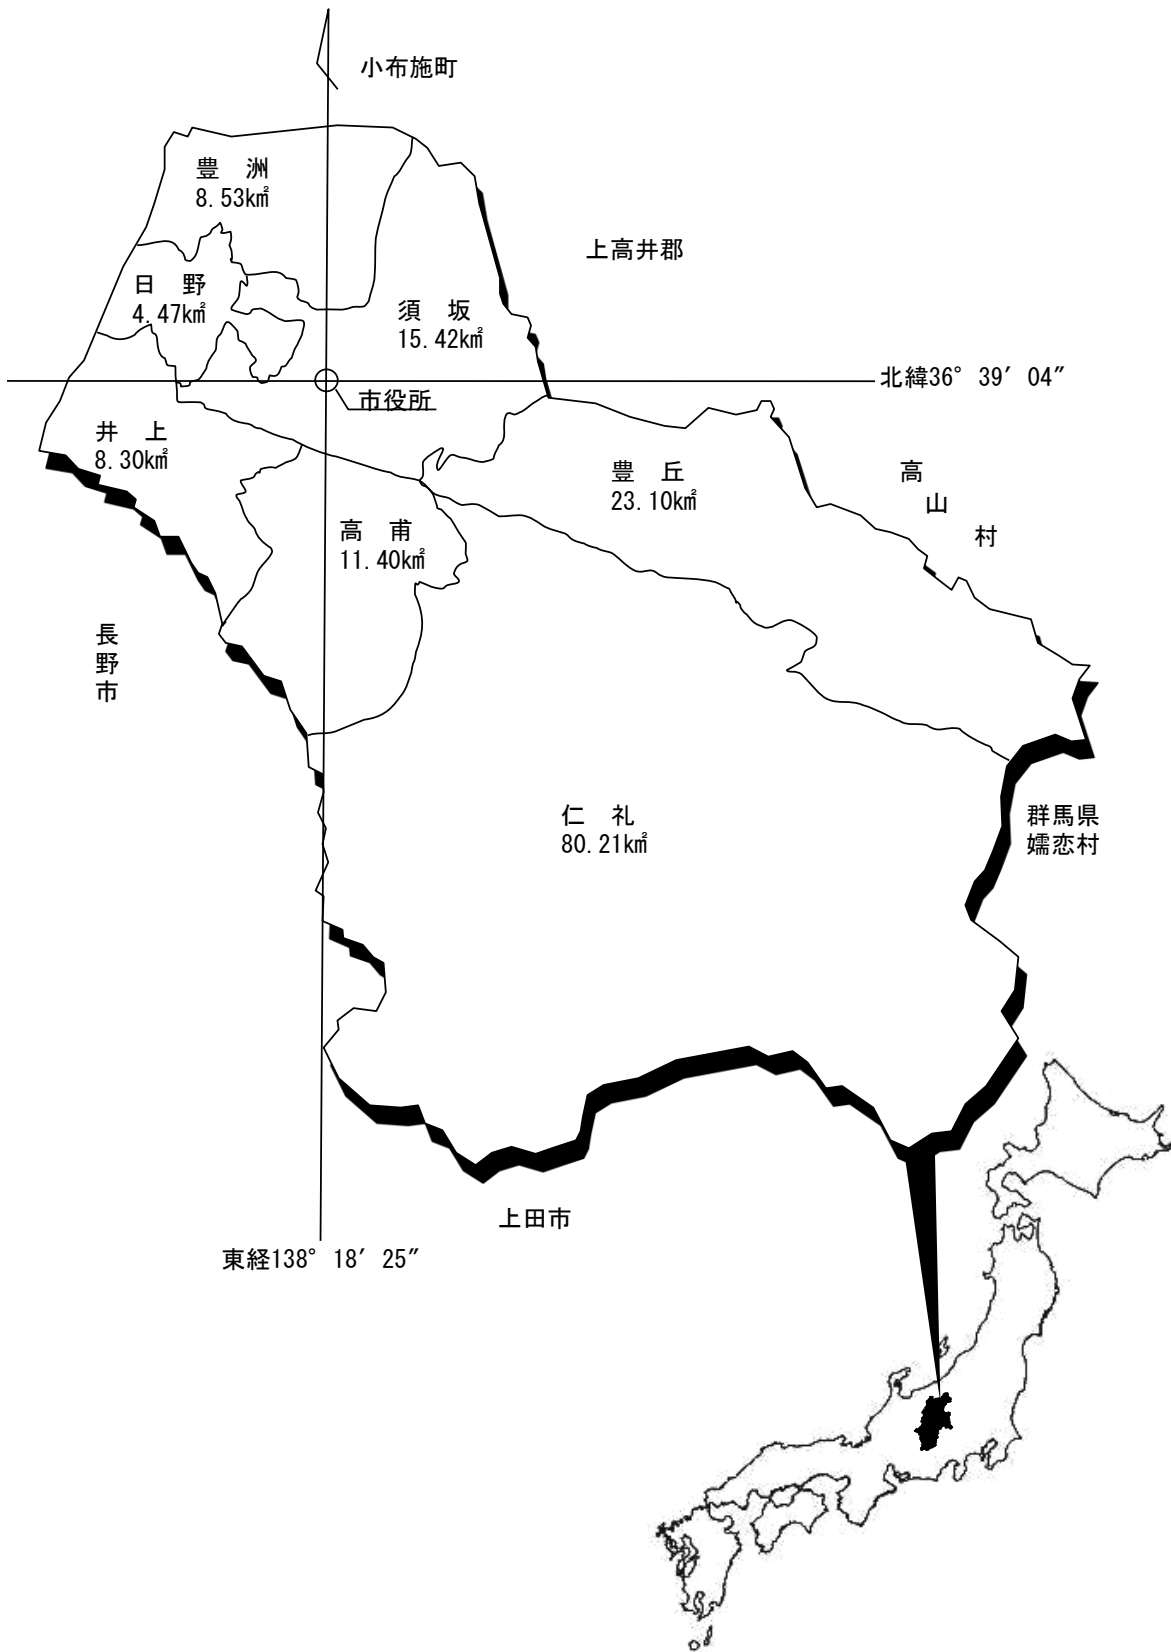 小布施町
豊　洲
8.53k㎡
上高井郡
日　野
4.47k㎡
須　坂
15.42k㎡
北緯36°39′04″
市役所
井　上
8.30k㎡
豊　丘
23.10k㎡
高
山
村
高　甫
11.40k㎡
長
野
市
仁　礼
80.21k㎡
群馬県
嬬恋村
上田市
東経138°18′25″